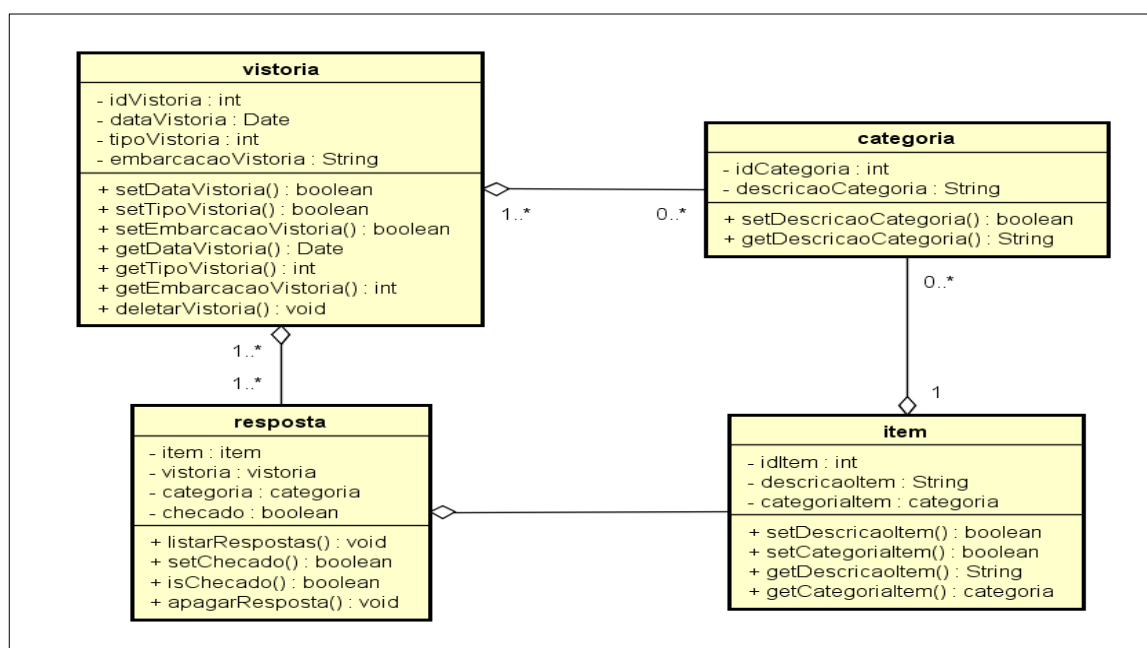 vistoria
- idVistoria : int
- dataVistoria : Date
- tipoVistoria : int
- embarcacaoVistoria : String
+ setDataVistoria() : boolean
+ setTipoVistoria() : boolean
+ setEmbarcacaoVistoria() : boolean
+ getDataVistoria() : Date
+ getTipoVistoria() : int
+ getEmbarcacaoVistoria() : int
+ deletarVistoria() : void
1..*
0..*
categoria
- idCategoria : int
- descricaoCategoria : String
+ setDescricaoCategoria() : boolean
+ getDescricaoCategoria() : String
0..*
1
1..*
1..*
resposta
- item : item
- vistoria : vistoria
- categoria : categoria
- checado : boolean
+ listarRespostas() : void
+ setChecado() : boolean
+ isChecado() : boolean
+ apagarResposta() : void
item
- idItem : int
- descricaoItem : String
- categoriaItem : categoria
+ setDescricaoItem() : boolean
+ setCategoriaItem() : boolean
+ getDescricaoItem() : String
+ getCategoriaItem() : categoria